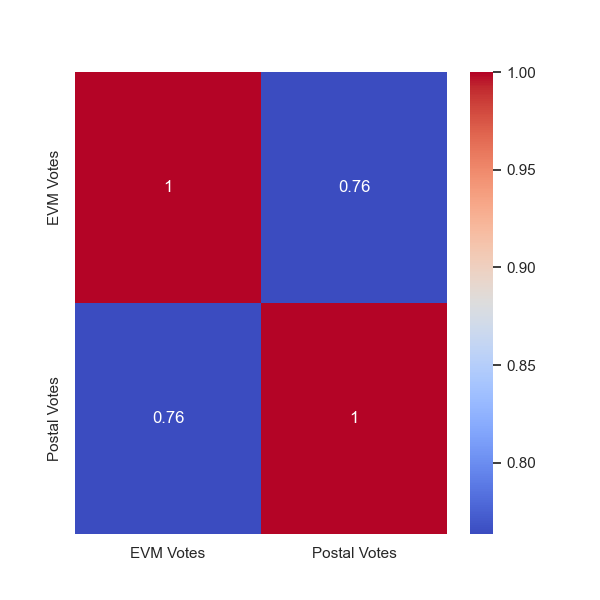 EVM Votes
Postal Votes
1
0.76
0.76
1
EVM Votes
Postal Votes
1.00
0.95
0.90
0.85
0.80